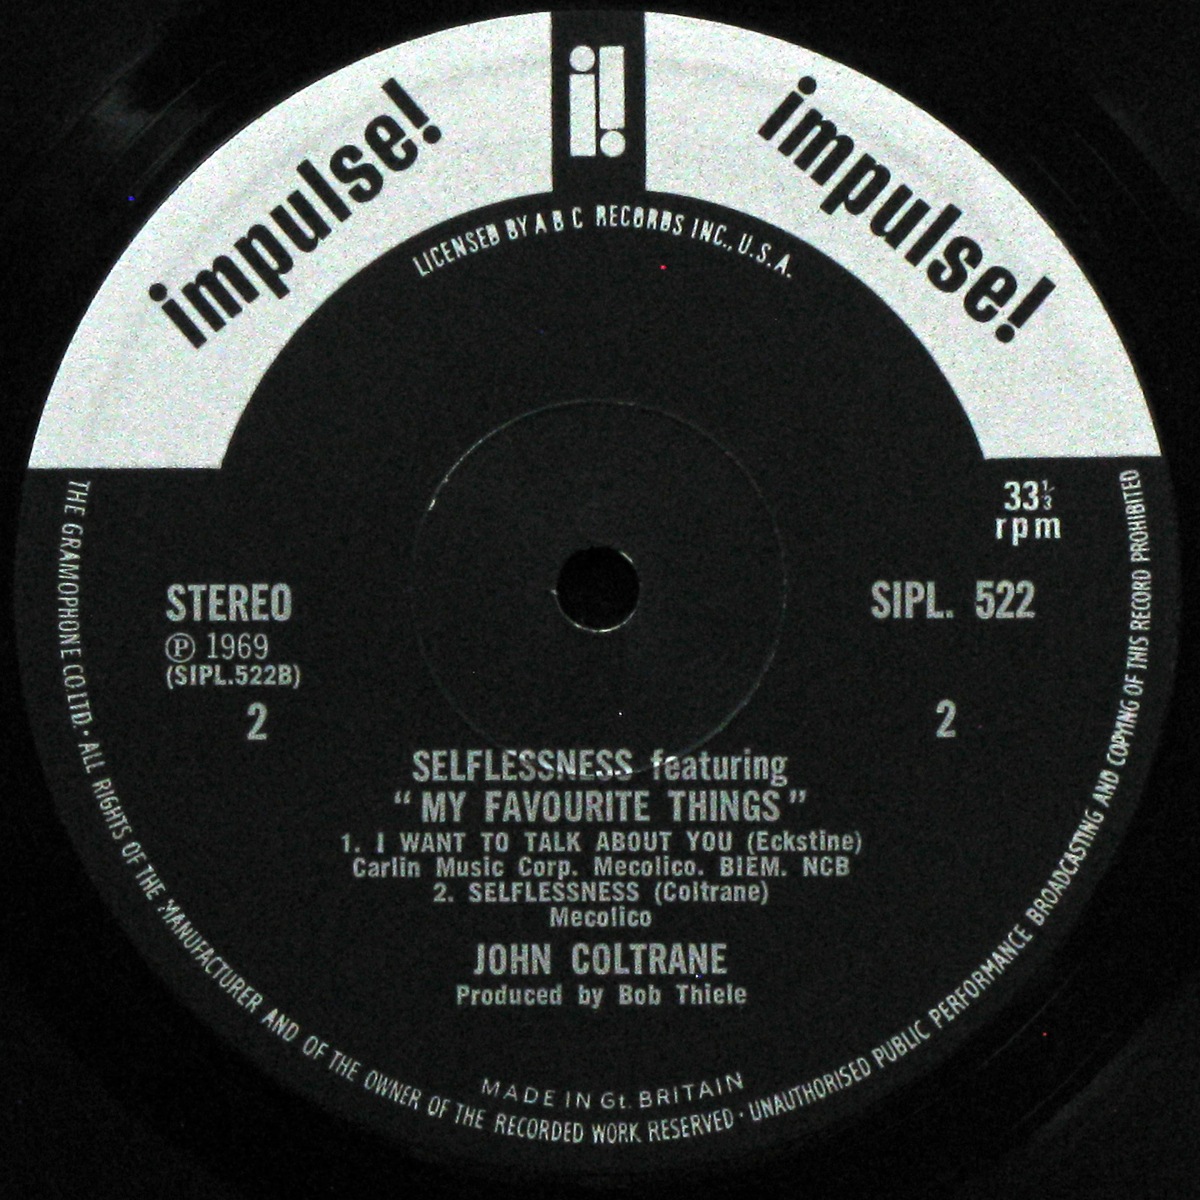 impulse!
i!
impulse!
LICENSED BY A B C RECORDS INC., U.S.A.
33⅓
rpm
STEREO
SIPL. 522
Ⓟ 1969
(SIPL.522B)
2
2
SELFLESSNESS featuring
“MY FAVOURITE THINGS”
1. I WANT TO TALK ABOUT YOU (Eckstine)
Carlin Music Corp. Mecolico. BIEM. NCB
2. SELFLESSNESS (Coltrane)
Mecolico
JOHN COLTRANE
Produced by Bob Thiele
MADE IN Gt. BRITAIN
THE GRAMOPHONE CO. LTD. · ALL RIGHTS OF THE MANUFACTURER AND OF THE OWNER OF THE RECORDED WORK RESERVED · UNAUTHORISED PUBLIC PERFORMANCE BROADCASTING AND COPYING OF THIS RECORD PROHIBITED